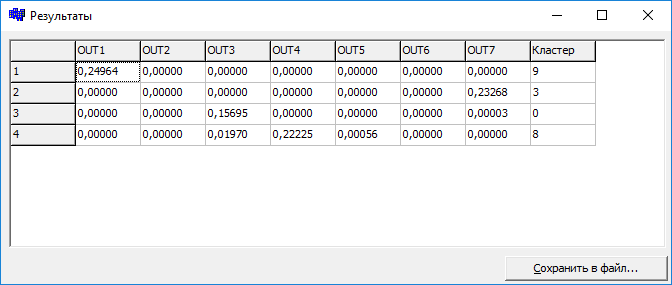 Результаты
OUT1 OUT2 OUT3 OUT4 OUT5 OUT6 OUT7 Кластер
1 0,24964 0,00000 0,00000 0,00000 0,00000 0,00000 0,00000 9
2 0,00000 0,00000 0,00000 0,00000 0,00000 0,00000 0,23268 3
3 0,00000 0,00000 0,15695 0,00000 0,00000 0,00000 0,00003 0
4 0,00000 0,00000 0,01970 0,22225 0,00056 0,00000 0,00000 8
Сохранить в файл...